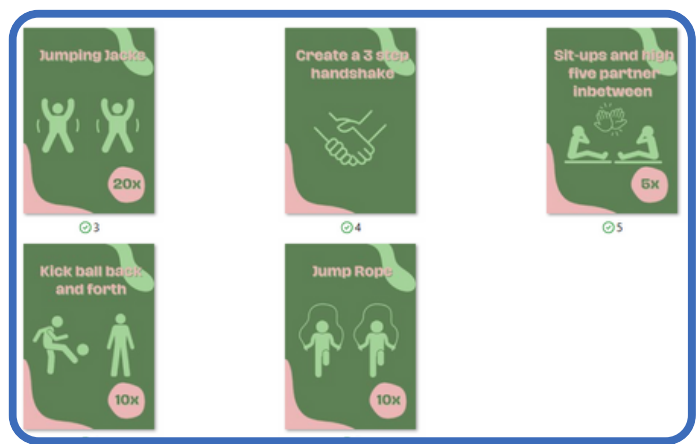 Jumping Jacks
20x
3
Create a 3 step
handshake
4
Sit-ups and high
five partner
inbetween
5x
5
Kick ball back
and forth
10x
Jump Rope
10x